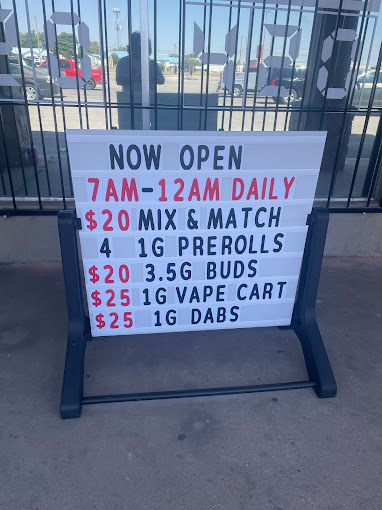 NOW OPEN
7AM-12AM DAILY
$20 MIX & MATCH
4 1G PREROLLS
$20 3.5G BUDS
$25 1G VAPE CART
$25 1G DABS